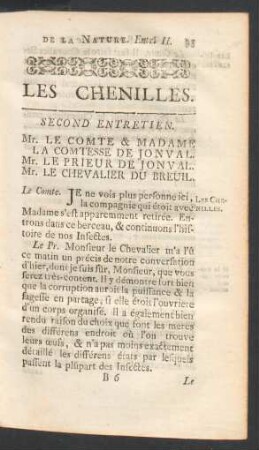 DE LA NATURE. Entret. II. 35
LES CHENILLES.
SECOND ENTRETIEN.
Mr. LE COMTE & MADAME
LA COMTESSE DE JONVAL.
Mr. LE PRIEUR DE JONVAL.
Mr. LE CHEVALIER DU BREUIL.
Le Comte. JE ne vois plus personne ici,
la compagnie qui étoit avec
LES CHENILLES.
Madame s'est apparemment retirée. En-
trons dans ce berceau, & continuons l'his-
toire de nos Insectes.
Le Pr. Monsieur le Chevalier m'a lû
ce matin un précis de notre conversation
d'hier, dont je suis sûr, Monsieur, que vous
serez très-content. Il y démontre fort bien
que la corruption auroit la puissance & la
sagesse en partage, si elle étoit l'ouvriere
d'un corps organisé. Il a également bien
rendu raison du choix que font les meres
des différens endroit où l'on trouve
leurs œufs, & n'a pas moins exactement
détaillé les différens états par lesquels
passent la plûpart des Insectes.
B 6 Le